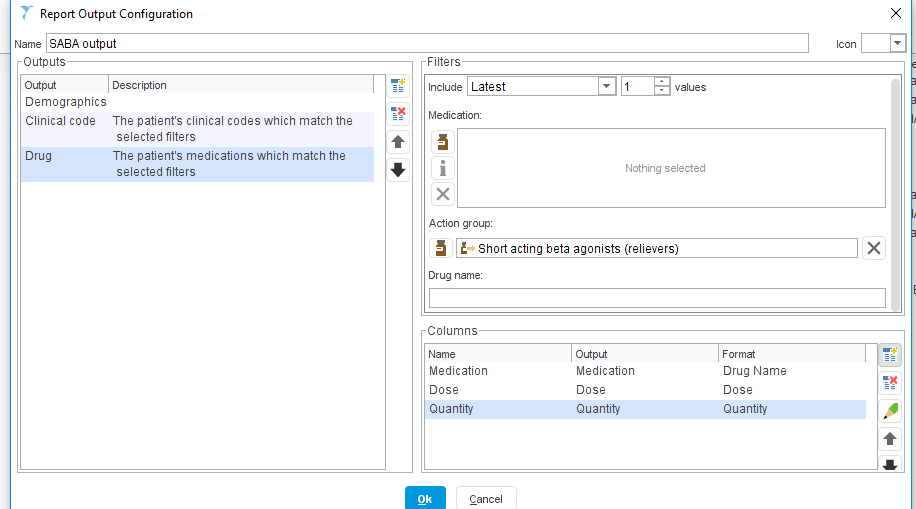 Report Output Configuration
Name SABA output Icon
Outputs
Output Description
Demographics
Clinical code The patient's clinical codes which match the
selected filters
Drug The patient's medications which match the
selected filters
Filters
Include Latest 1 values
Medication:
Nothing selected
Action group:
Short acting beta agonists (relievers)
Drug name:
Columns
Name Output Format
Medication Medication Drug Name
Dose Dose Dose
Quantity Quantity Quantity
Ok Cancel